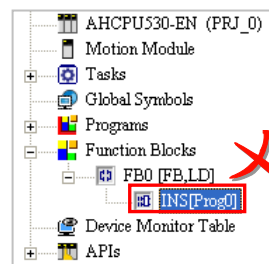 AHCPU530-EN (PRJ_0)
Motion Module
Tasks
Global Symbols
Programs
Function Blocks
FB0 [FB,LD]
INS[Prog0]
Device Monitor Table
APIs